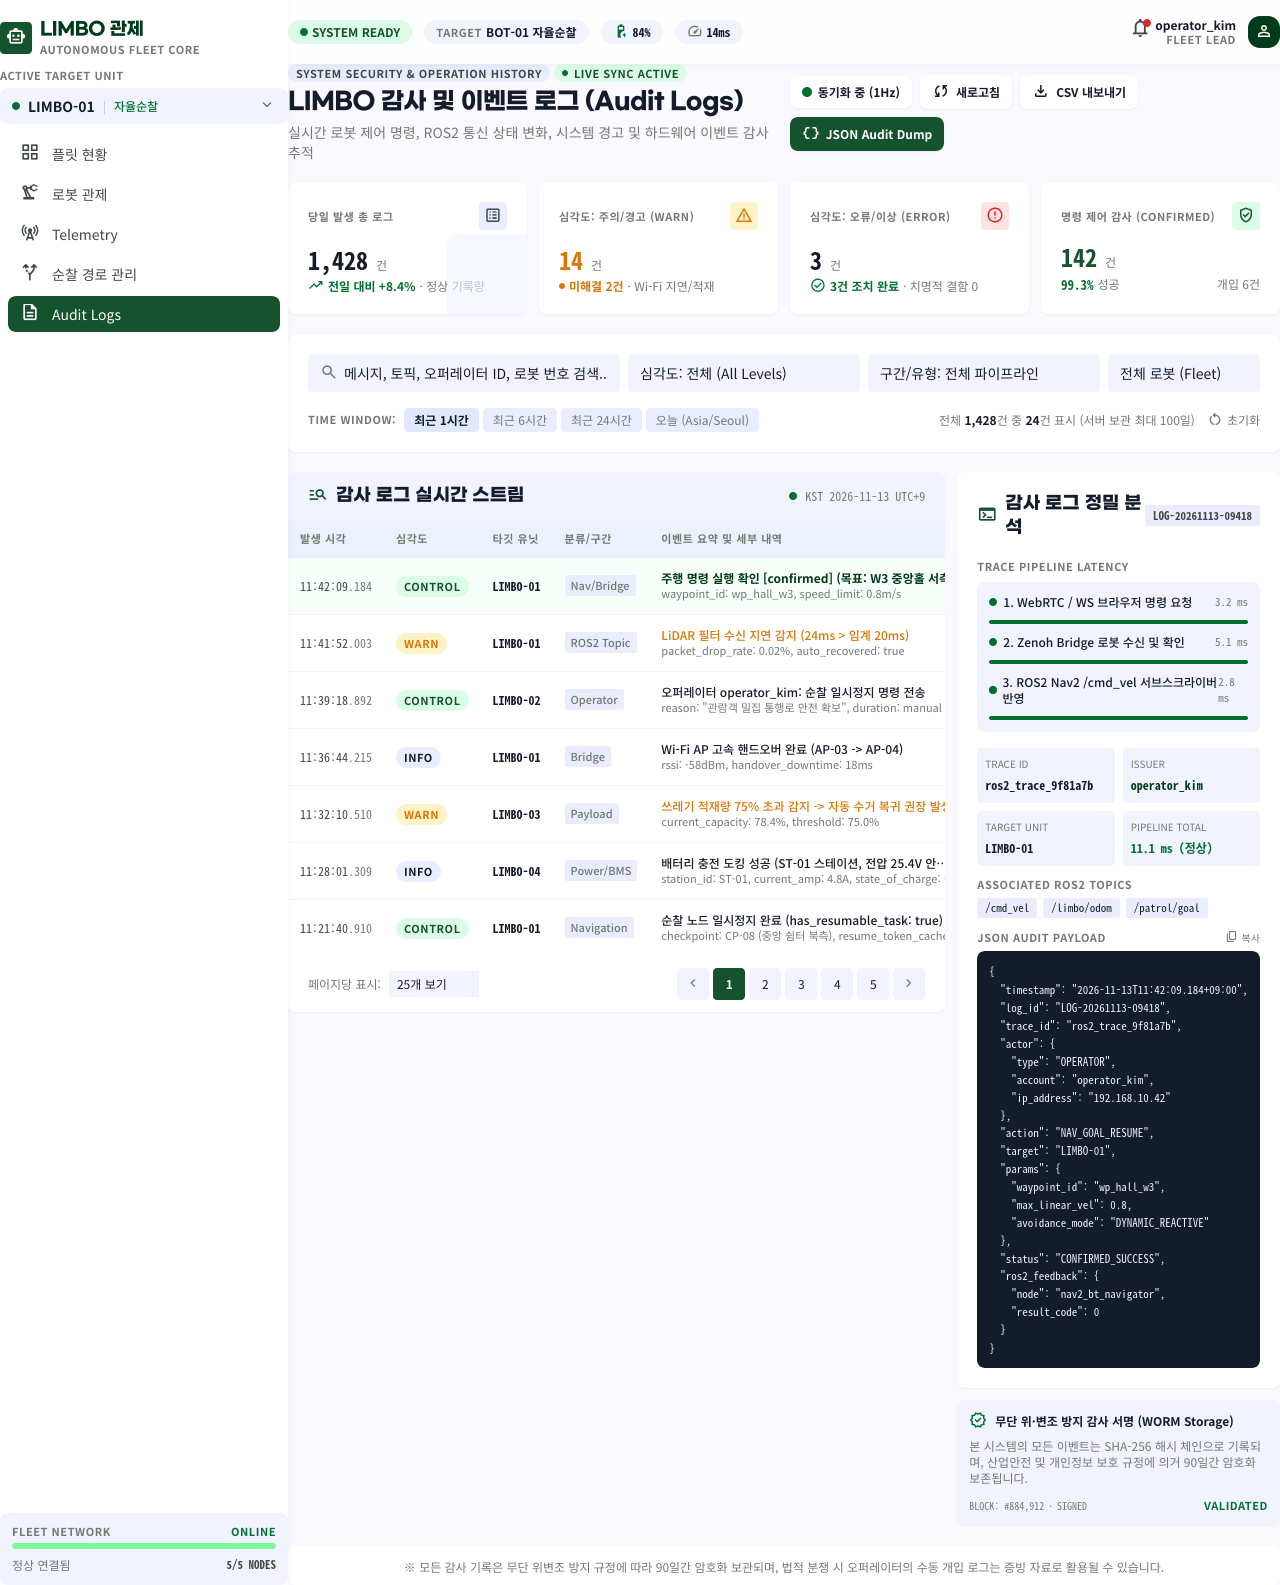 LIMBO 관제
AUTONOMOUS FLEET CORE
ACTIVE TARGET UNIT
LIMBO-01 자율순찰
플릿 현황
로봇 관제
Telemetry
순찰 경로 관리
Audit Logs
FLEET NETWORK ONLINE
정상 연결됨 5/5 NODES
SYSTEM READY TARGET BOT-01 자율순찰 84% 14ms
operator_kim
FLEET LEAD
SYSTEM SECURITY & OPERATION HISTORY LIVE SYNC ACTIVE
LIMBO 감사 및 이벤트 로그 (Audit Logs)
실시간 로봇 제어 명령, ROS2 통신 상태 변화, 시스템 경고 및 하드웨어 이벤트 감사
추적
동기화 중 (1Hz) 새로고침 CSV 내보내기
JSON Audit Dump
당일 발생 총 로그
1,428 건
전일 대비 +8.4% · 정상 기록량
심각도: 주의/경고 (WARN)
14 건
미해결 2건 · Wi-Fi 지연/적재
심각도: 오류/이상 (ERROR)
3 건
3건 조치 완료 · 치명적 결함 0
명령 제어 감사 (CONFIRMED)
142 건
99.3% 성공 개입 6건
메시지, 토픽, 오퍼레이터 ID, 로봇 번호 검색.. 심각도: 전체 (All Levels) 구간/유형: 전체 파이프라인 전체 로봇 (Fleet)
TIME WINDOW: 최근 1시간 최근 6시간 최근 24시간 오늘 (Asia/Seoul) 전체 1,428건 중 24건 표시 (서버 보관 최대 100일) 초기화
감사 로그 실시간 스트림 KST 2026-11-13 UTC+9
발생 시각 심각도 타깃 유닛 분류/구간 이벤트 요약 및 세부 내역
11:42:09.184 CONTROL LIMBO-01 Nav/Bridge 주행 명령 실행 확인 [confirmed] (목표: W3 중앙홀 서측
waypoint_id: wp_hall_w3, speed_limit: 0.8m/s
11:41:52.003 WARN LIMBO-01 ROS2 Topic LiDAR 필터 수신 지연 감지 (24ms > 임계 20ms)
packet_drop_rate: 0.02%, auto_recovered: true
11:39:18.892 CONTROL LIMBO-02 Operator 오퍼레이터 operator_kim: 순찰 일시정지 명령 전송
reason: "관람객 밀집 통행로 안전 확보", duration: manual
11:36:44.215 INFO LIMBO-01 Bridge Wi-Fi AP 고속 핸드오버 완료 (AP-03 -> AP-04)
rssi: -58dBm, handover_downtime: 18ms
11:32:10.510 WARN LIMBO-03 Payload 쓰레기 적재량 75% 초과 감지 -> 자동 수거 복귀 권장 발생
current_capacity: 78.4%, threshold: 75.0%
11:28:01.309 INFO LIMBO-04 Power/BMS 배터리 충전 도킹 성공 (ST-01 스테이션, 전압 25.4V 안…
station_id: ST-01, current_amp: 4.8A, state_of_charge:
11:21:40.910 CONTROL LIMBO-01 Navigation 순찰 노드 일시정지 완료 (has_resumable_task: true)
checkpoint: CP-08 (중앙 쉼터 북측), resume_token_cache
페이지당 표시: 25개 보기 1 2 3 4 5
감사 로그 정밀 분
석
LOG-20261113-09418
TRACE PIPELINE LATENCY
1. WebRTC / WS 브라우저 명령 요청 3.2 ms
2. Zenoh Bridge 로봇 수신 및 확인 5.1 ms
3. ROS2 Nav2 /cmd_vel 서브스크라이버 2.8
반영 ms
TRACE ID ISSUER
ros2_trace_9f81a7b operator_kim
TARGET UNIT PIPELINE TOTAL
LIMBO-01 11.1 ms (정상)
ASSOCIATED ROS2 TOPICS
/cmd_vel /limbo/odom /patrol/goal
JSON AUDIT PAYLOAD 복사
{
"timestamp": "2026-11-13T11:42:09.184+09:00",
"log_id": "LOG-20261113-09418",
"trace_id": "ros2_trace_9f81a7b",
"actor": {
"type": "OPERATOR",
"account": "operator_kim",
"ip_address": "192.168.10.42"
},
"action": "NAV_GOAL_RESUME",
"target": "LIMBO-01",
"params": {
"waypoint_id": "wp_hall_w3",
"max_linear_vel": 0.8,
"avoidance_mode": "DYNAMIC_REACTIVE"
},
"status": "CONFIRMED_SUCCESS",
"ros2_feedback": {
"node": "nav2_bt_navigator",
"result_code": 0
}
}
무단 위·변조 방지 감사 서명 (WORM Storage)
본 시스템의 모든 이벤트는 SHA-256 해시 체인으로 기록되
며, 산업안전 및 개인정보 보호 규정에 의거 90일간 암호화
보존됩니다.
BLOCK: #884,912 · SIGNED VALIDATED
※ 모든 감사 기록은 무단 위변조 방지 규정에 따라 90일간 암호화 보관되며, 법적 분쟁 시 오퍼레이터의 수동 개입 로그는 증빙 자료로 활용될 수 있습니다.